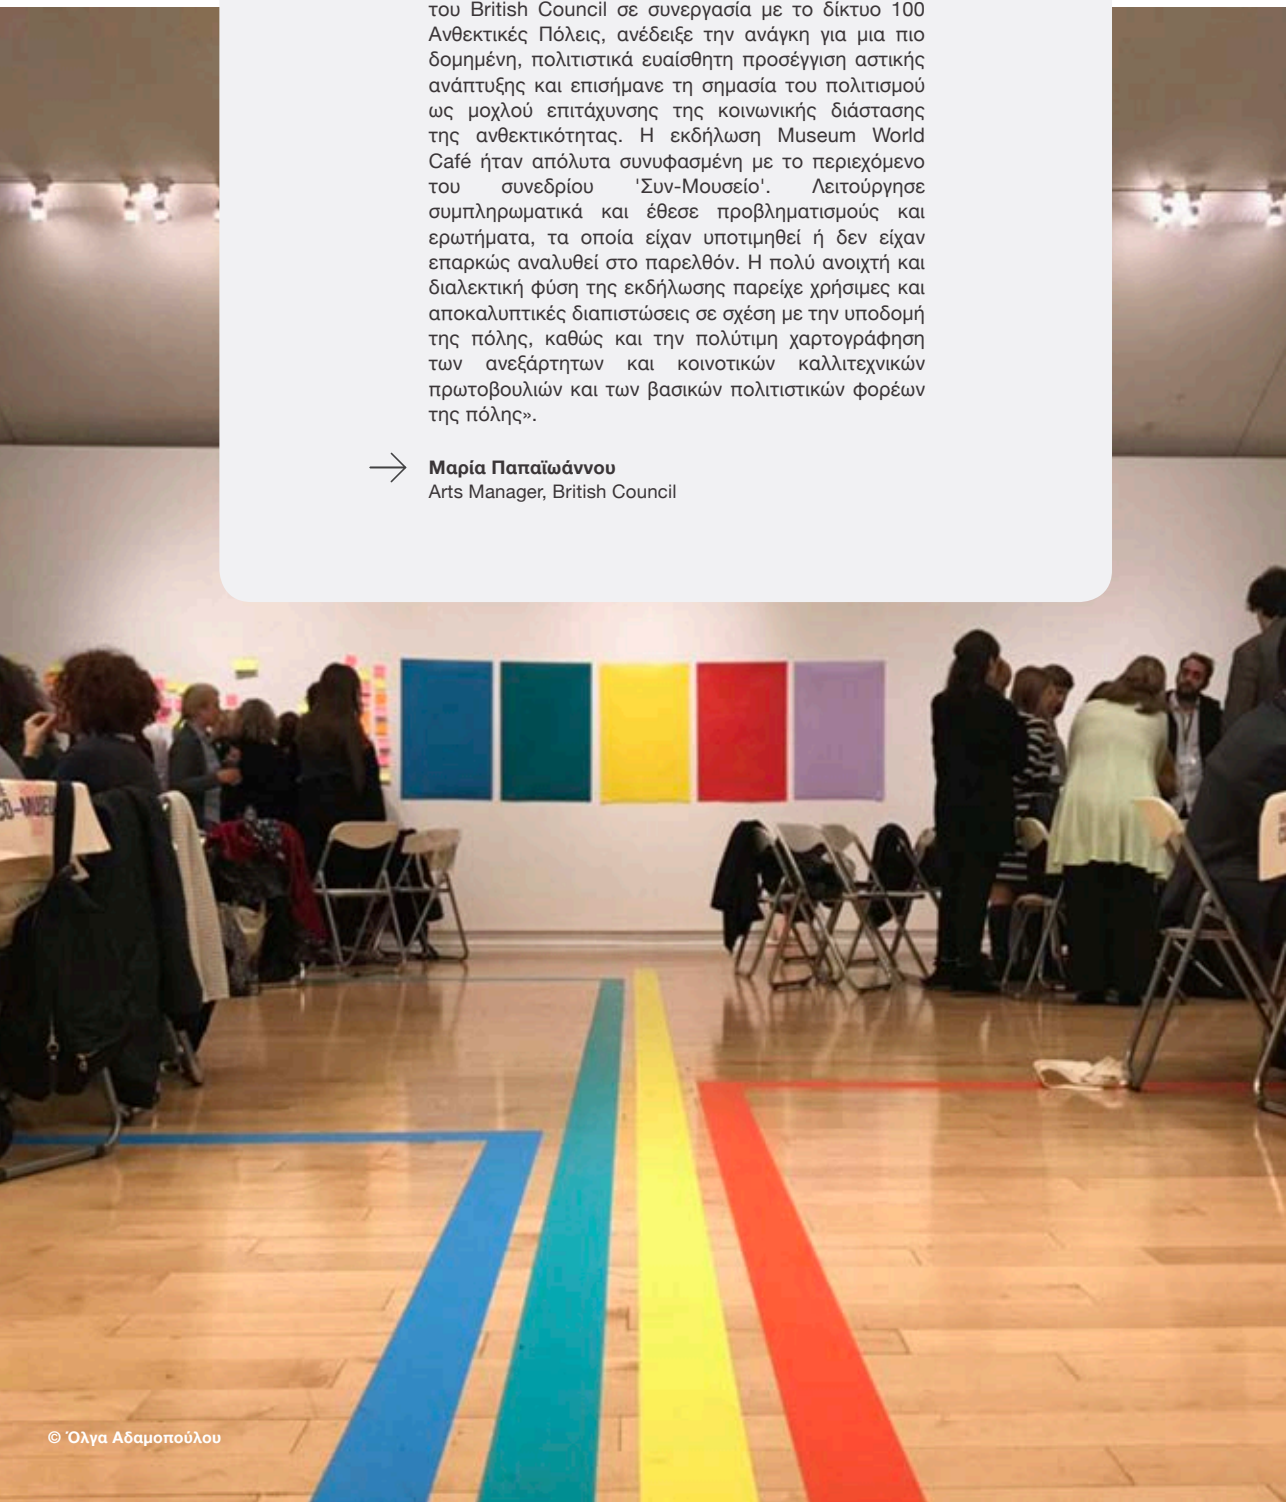 του British Council σε συνεργασία με το δίκτυο 100
Ανθεκτικές Πόλεις, ανέδειξε την ανάγκη για μια πιο
δομημένη, πολιτιστικά ευαίσθητη προσέγγιση αστικής
ανάπτυξης και επισήμανε τη σημασία του πολιτισμού
ως μοχλού επιτάχυνσης της κοινωνικής διάστασης
της ανθεκτικότητας. Η εκδήλωση Museum World
Café ήταν απόλυτα συνυφασμένη με το περιεχόμενο
του συνεδρίου 'Συν-Μουσείο'. Λειτούργησε
συμπληρωματικά και έθεσε προβληματισμούς και
ερωτήματα, τα οποία είχαν υποτιμηθεί ή δεν είχαν
επαρκώς αναλυθεί στο παρελθόν. Η πολύ ανοιχτή και
διαλεκτική φύση της εκδήλωσης παρείχε χρήσιμες και
αποκαλυπτικές διαπιστώσεις σε σχέση με την υποδομή
της πόλης, καθώς και την πολύτιμη χαρτογράφηση
των ανεξάρτητων και κοινοτικών καλλιτεχνικών
πρωτοβουλιών και των βασικών πολιτιστικών φορέων
της πόλης».
Μαρία Παπαϊωάννου
Arts Manager, British Council
© Όλγα Αδαμοπούλου